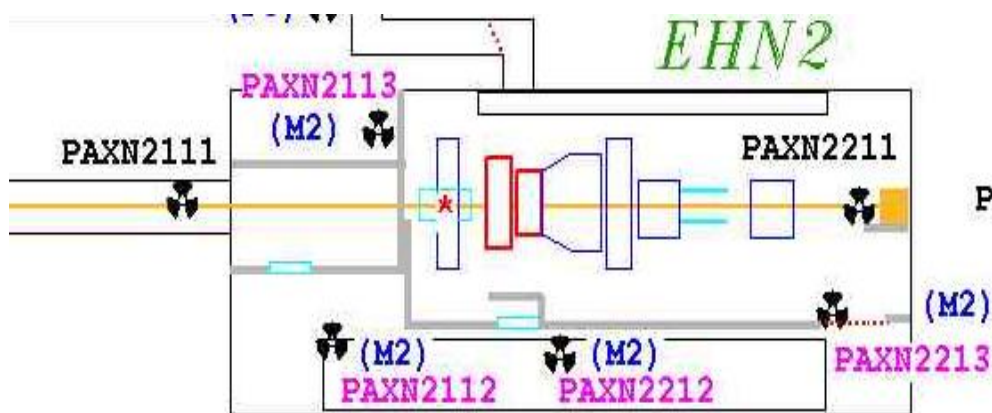 EHN2
PAXN2113
(M2)
PAXN2111
PAXN2211
P
(M2)
(M2)
(M2)
PAXN2213
PAXN2112
PAXN2212